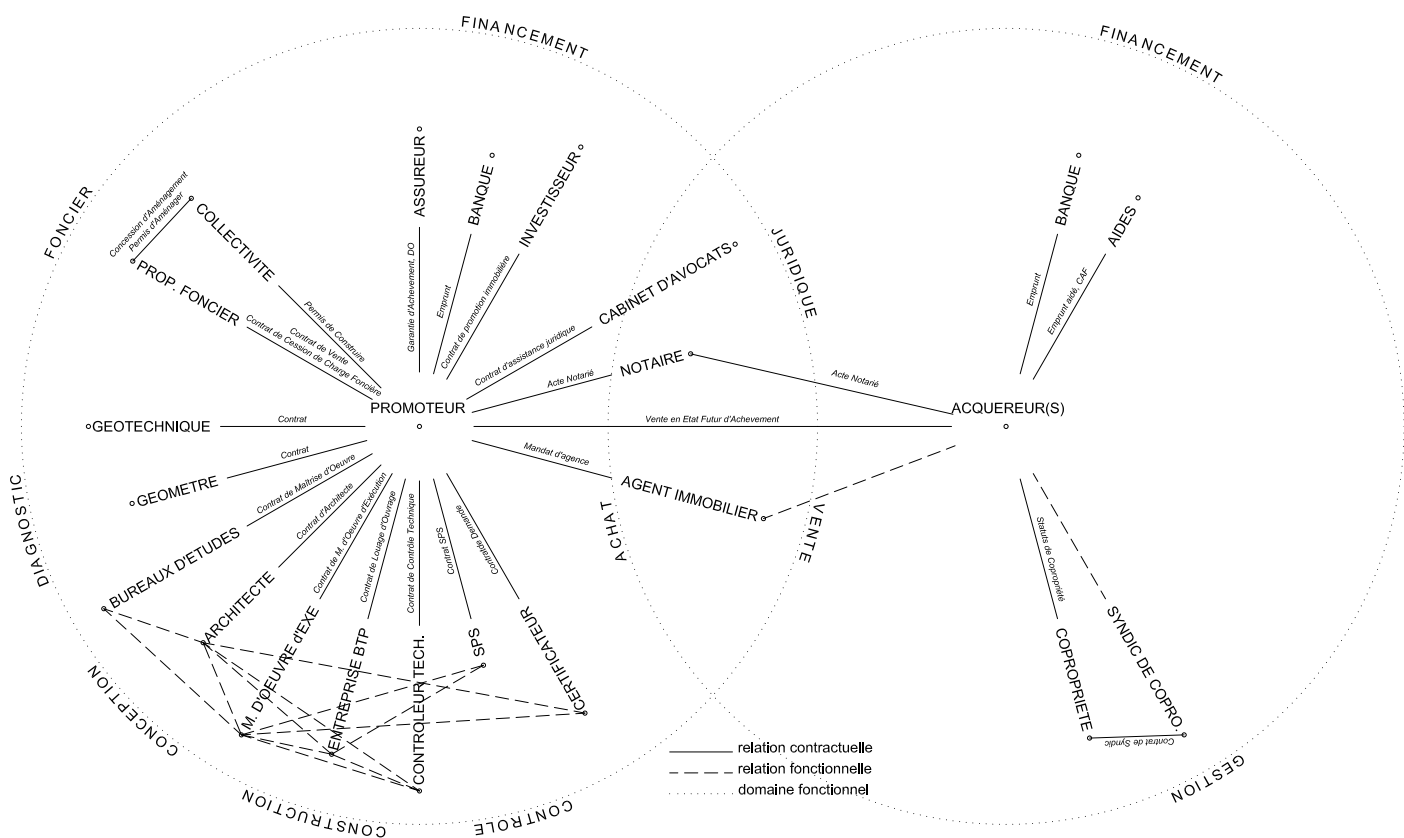 FINANCEMENT
FINANCEMENT
FONCIER
JURIDIQUE
ASSUREUR
BANQUE
INVESTISSEUR
BANQUE
AIDES
Concession d'Aménagement
Permis d'Aménager
COLLECTIVITE
PROP. FONCIER
CABINET D'AVOCATS
Garantie d'Achevement, DO
Emprunt
Contrat de promotion immobilière
Emprunt
Emprunt aidé, CAF
Permis de Construire
Contrat de Vente
Contrat de Cession de Charge Foncière
Contrat d'assistance juridique
NOTAIRE
Acte Notarié
Acte Notarié
PROMOTEUR
ACQUEREUR(S)
GEOTECHNIQUE
Contrat
Vente en Etat Futur d'Achevement
GEOMETRE
Contrat
Mandat d'agence
AGENT IMMOBILIER
DIAGNOSTIC
ACHAT
VENTE
BUREAUX D'ETUDES
Contrat de Maîtrise d'Oeuvre
ARCHITECTE
Contrat d'Architecte
M. D'OEUVRE d'EXE
Contrat de M. d'Oeuvre d'Exécution
ENTREPRISE BTP
Contrat de Louage d'Ouvrage
CONTROLEUR TECH.
Contrat de Contrôle Technique
SPS
Contrat SPS
CERTIFICATEUR
Contratde Demande
Statuts de Copropriété
COPROPRIETE
SYNDIC DE COPRO.
Contrat de Syndic
CONCEPTION
CONSTRUCTION
CONTROLE
GESTION
relation contractuelle
relation fonctionnelle
domaine fonctionnel